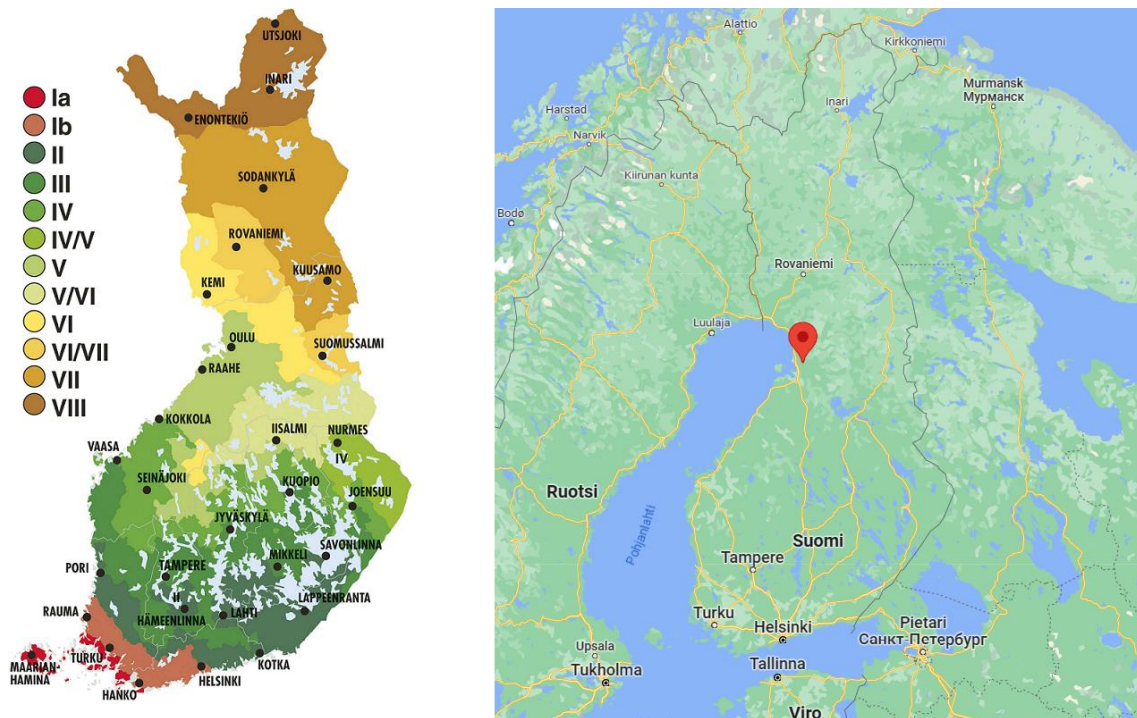 Ia
Ib
II
III
IV
IV/V
V
V/VI
VI
VI/VII
VII
VIII
UTSJOKI
INARI
ENONTEKIÖ
SODANKYLÄ
ROVANIEMI
KUUSAMO
KEMI
OULU
SUOMUSSALMI
RAAHE
KOKKOLA
IISALMI
NURMES
VAASA
IV
SEINÄJOKI
KUOPIO
JOENSUU
JYVÄSKYLÄ
SAVONLINNA
MIKKELI
PORI
TAMPERE
II
RAUMA
HÄMEENLINNA
LAHTI
LAPPEENRANTA
MAARIAN
HAMINA
TURKU
HANKO
HELSINKI
KOTKA
Alattio
Kirkkoniemi
Murmansk
Мурманск
Harstad
Inari
Narvik
Kiirunan kunta
Bodø
Rovaniemi
Luulaja
Ruotsi
Pohjanlahti
Suomi
Tampere
Turku
Helsinki
Pietari
Санкт-Петербург
Upsala
Tukholma
Tallinna
Viro